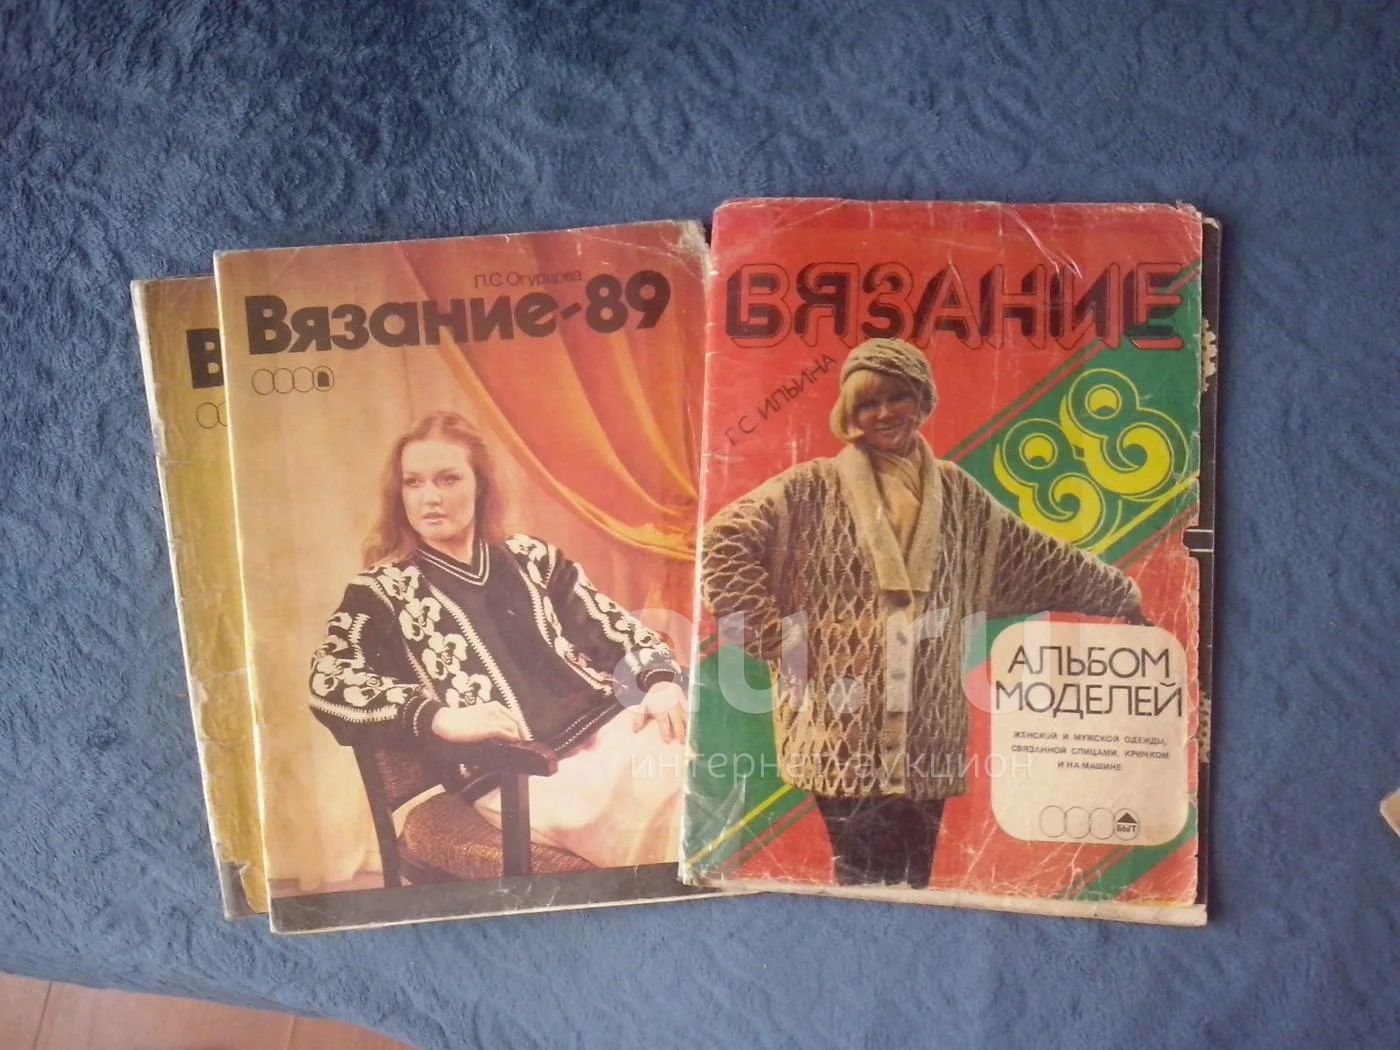 В
Л.С.Огурцова
Вязание-89
ВЯЗАНИЕ
Г.С. ИЛЬИНА
88
АЛЬБОМ
МОДЕЛЕЙ
ЖЕНСКОЙ И МУЖСКОЙ ОДЕЖДЫ,
СВЯЗАННОЙ СПИЦАМИ, КРЮЧКОМ
И НА МАШИНЕ
БЫТ
au.ru
интернет-аукцион